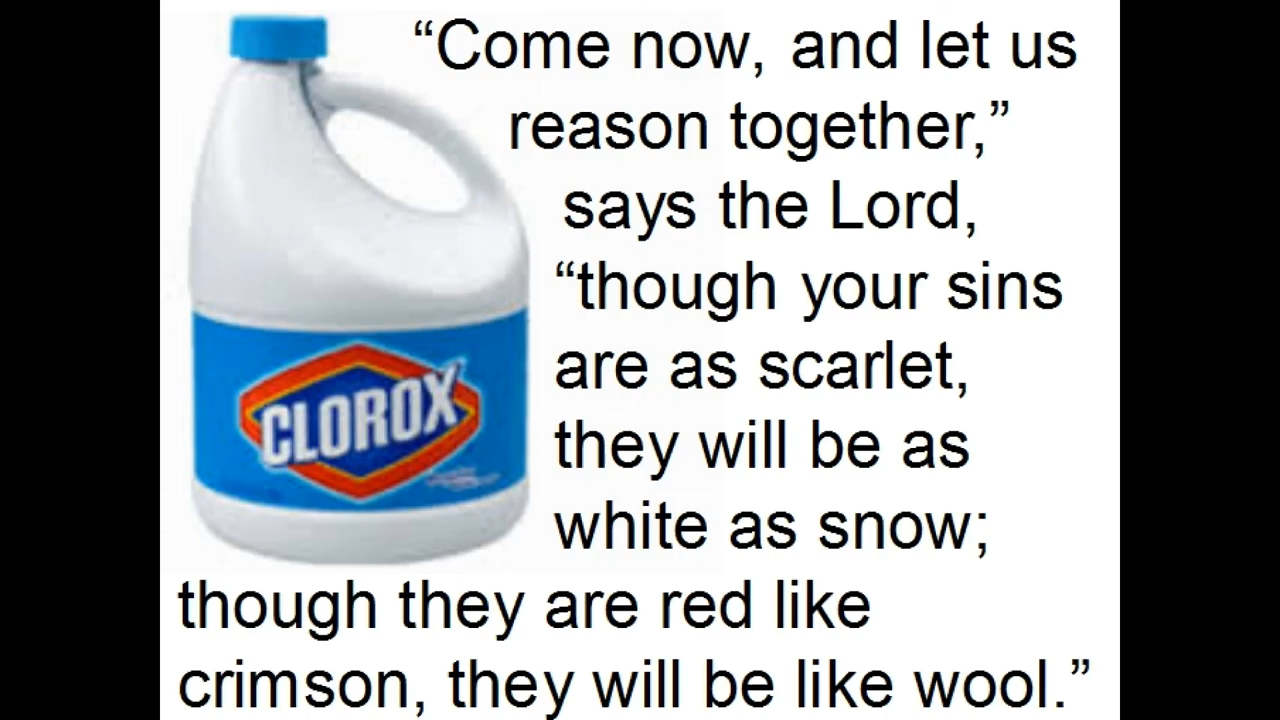 “Come now, and let us
reason together,”
says the Lord,
“though your sins
are as scarlet,
they will be as
white as snow;
though they are red like
crimson, they will be like wool.”
CLOROX